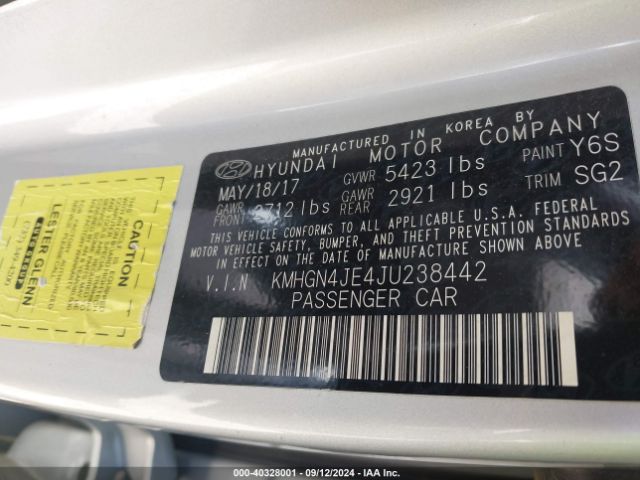 MANUFACTURED IN KOREA BY
HYUNDAI MOTOR COMPANY
MAY/18/17 GVWR 5423 lbs PAINT Y6S
GAWR FRONT 2712 lbs GAWR REAR 2921 lbs TRIM SG2
THIS VEHICLE CONFORMS TO ALL APPLICABLE U.S.A. FEDERAL
MOTOR VEHICLE SAFETY, BUMPER, AND THEFT PREVENTION STANDARDS
IN EFFECT ON THE DATE OF MANUFACTURE SHOWN ABOVE.
V.I.N KMHGN4JE4JU238442
PASSENGER CAR
CAUTION
LESTER GLENN
AUTO GROUP
000-40328001 - 09/12/2024 - IAA Inc.